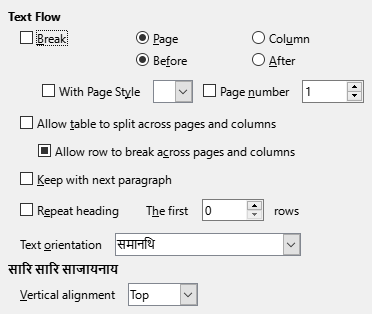 Text Flow
Break Page Column
Before After
With Page Style Page number 1
Allow table to split across pages and columns
Allow row to break across pages and columns
Keep with next paragraph
Repeat heading The first 0 rows
Text orientation समानथि
सारि सारि साजायनाय
Vertical alignment Top